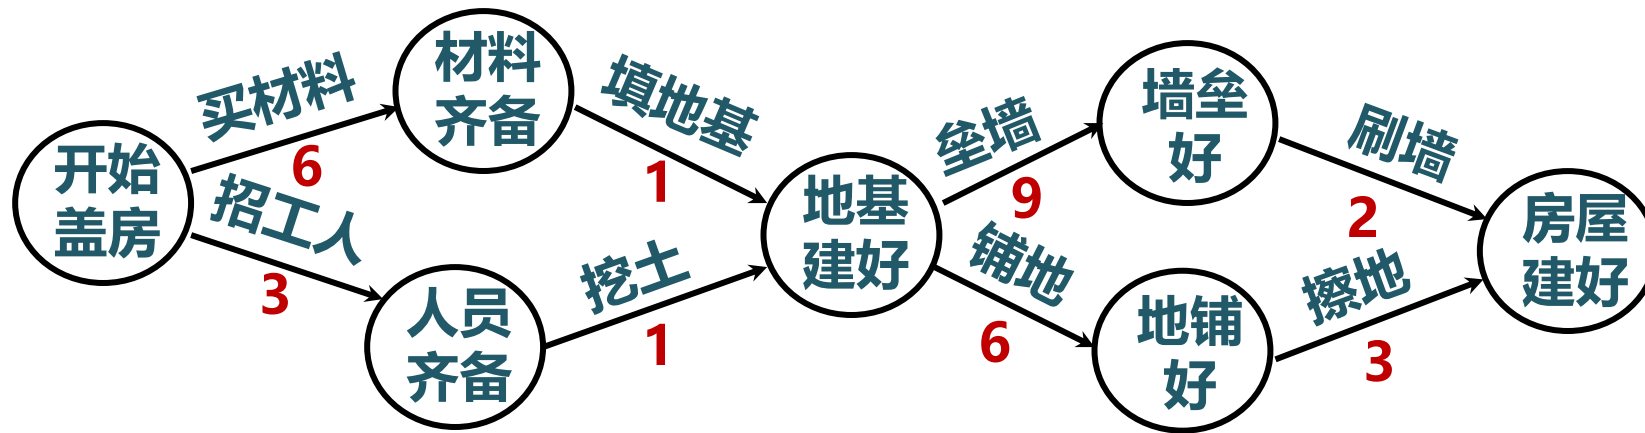 开始
盖房
买材料
6
招工人
3
材料
齐备
人员
齐备
填地基
1
挖土
1
地基
建好
垒墙
9
铺地
6
墙垒
好
地铺
好
刷墙
2
擦地
3
房屋
建好